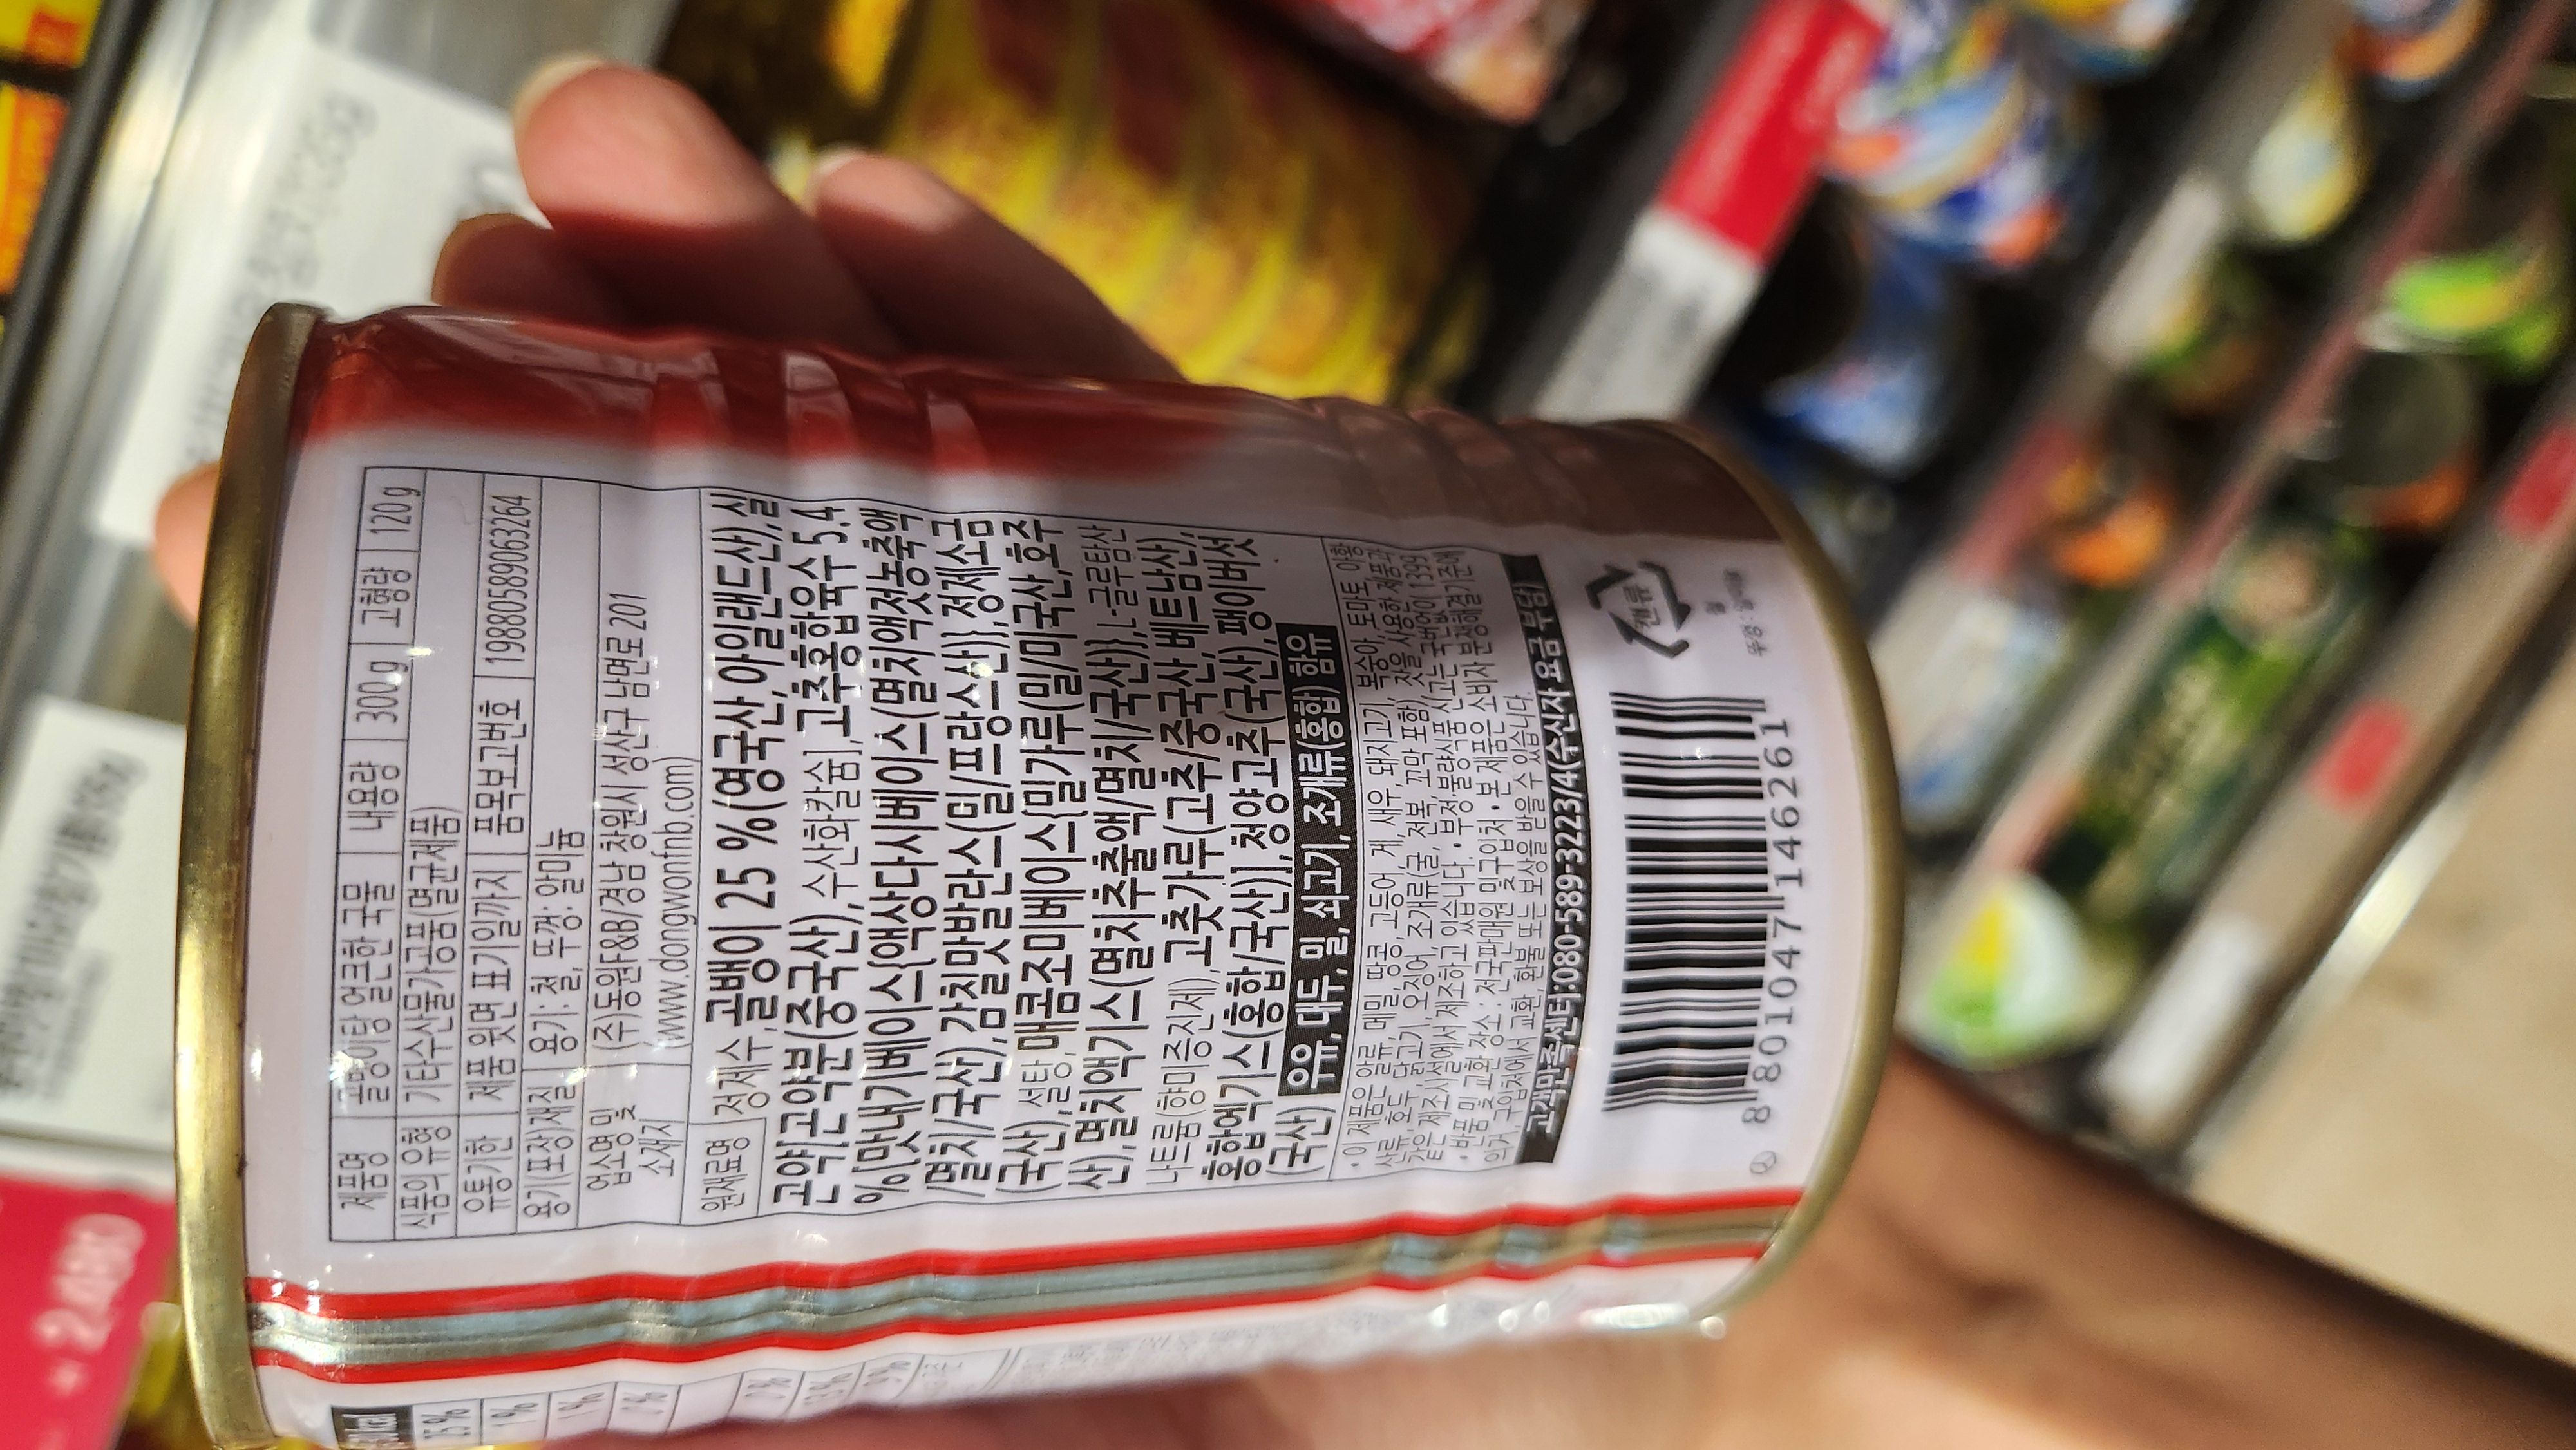 2,480
제품명 골뱅이탕 얼큰한 국물 내용량 300 g 고형량 120 g
식품의 유형 기타수산물가공품(멸균제품)
유통기한 제품 윗면 표기일까지 품목보고번호 19880589063264
용기(포장)재질 용기: 철, 뚜껑: 알미늄
업소명 및 소재지 (주)동원F&B/경남 창원시 성산구 남면로 201
(www.dongwonfnb.com)
원재료명 정제수,골뱅이 25 %(영국산,아일랜드산),실
곤약[곤약분(중국산),수산화칼슘],고추홍합육수 5.4
%[맛내기베이스{액상다시베이스(멸치액젓농축액
/멸치/국산),감칠맛발란스(밀/프랑스산)},정제소금
(국산),설탕,매콤조미베이스{밀가루(밀/미국산,호주
산),멸치액기스(멸치추출액/멸치/국산)},L-글루탐산
나트륨(향미증진제),고춧가루(고추/중국산,베트남산),
홍합엑기스(홍합/국산)],청양고추(국산),팽이버섯
(국산) 우유, 대두, 밀, 쇠고기, 조개류(홍합) 함유
• 이 제품은 알류, 메밀, 땅콩, 고등어, 게, 새우, 돼지고기, 복숭아, 토마토, 아황
산류, 호두, 닭고기, 오징어, 조개류(굴, 전복, 꼬막 포함), 잣을 사용한 제품과
같은 제조시설에서 제조하고 있습니다. • 부정·불량식품 신고는 국번없이 1399
• 반품 및 교환 장소 : 전국판매원 및구입처 • 본 제품은 소비자 분쟁해결기준에
의거, 구입처에서 교환, 환불 또는 보상을 받을 수 있습니다.
고객만족센터:080-589-3223/4(수신자 요금 부담)
캔류
철
8 801047 146261